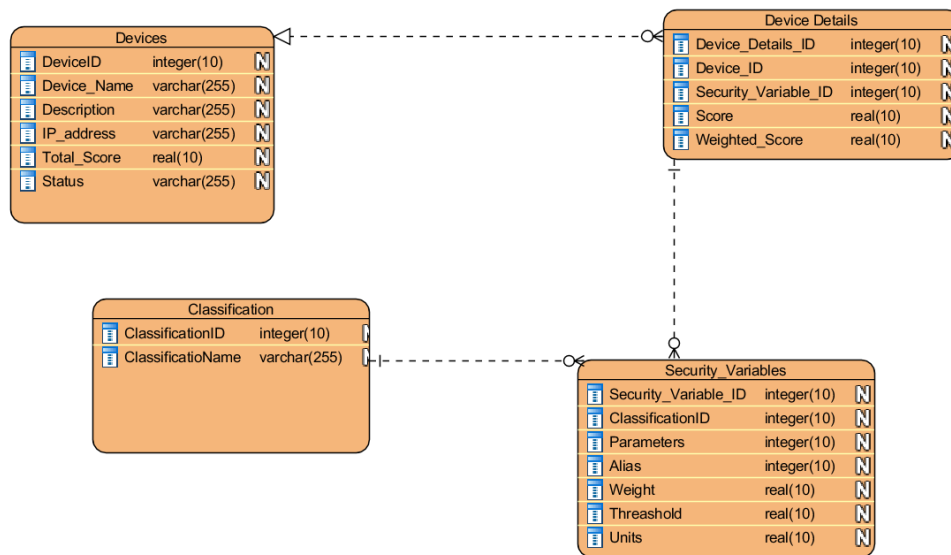 Devices
DeviceID integer(10) N
Device_Name varchar(255) N
Description varchar(255) N
IP_address varchar(255) N
Total_Score real(10) N
Status varchar(255) N
Device Details
Device_Details_ID integer(10) N
Device_ID integer(10) N
Security_Variable_ID integer(10) N
Score real(10) N
Weighted_Score real(10) N
Classification
ClassificationID integer(10) N
ClassificatioName varchar(255) N
Security_Variables
Security_Variable_ID integer(10) N
ClassificationID integer(10) N
Parameters integer(10) N
Alias integer(10) N
Weight real(10) N
Threashold real(10) N
Units real(10) N